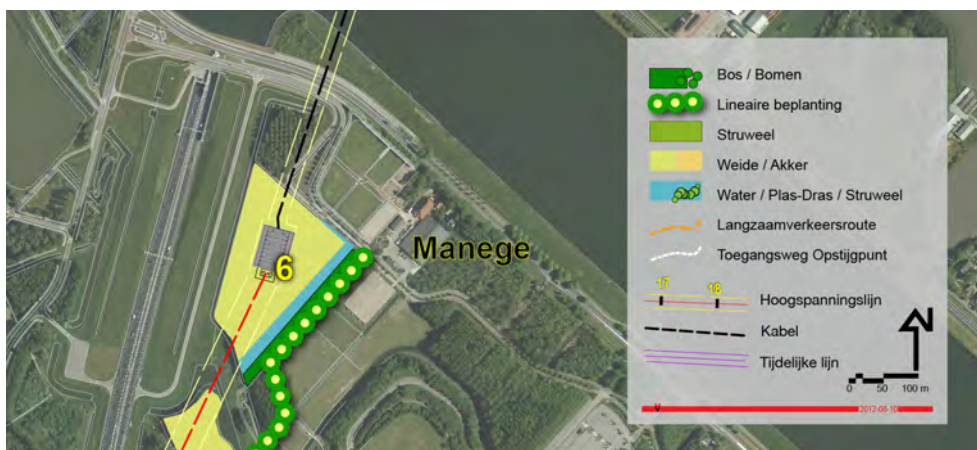 6
Manege
Bos / Bomen
Lineaire beplanting
Struweel
Weide / Akker
Water / Plas-Dras / Struweel
Langzaamverkeersroute
Toegangsweg Opstijgpunt
17 18
Hoogspanningslijn
Kabel
Tijdelijke lijn
0 50 100 m
V
2012-08-10